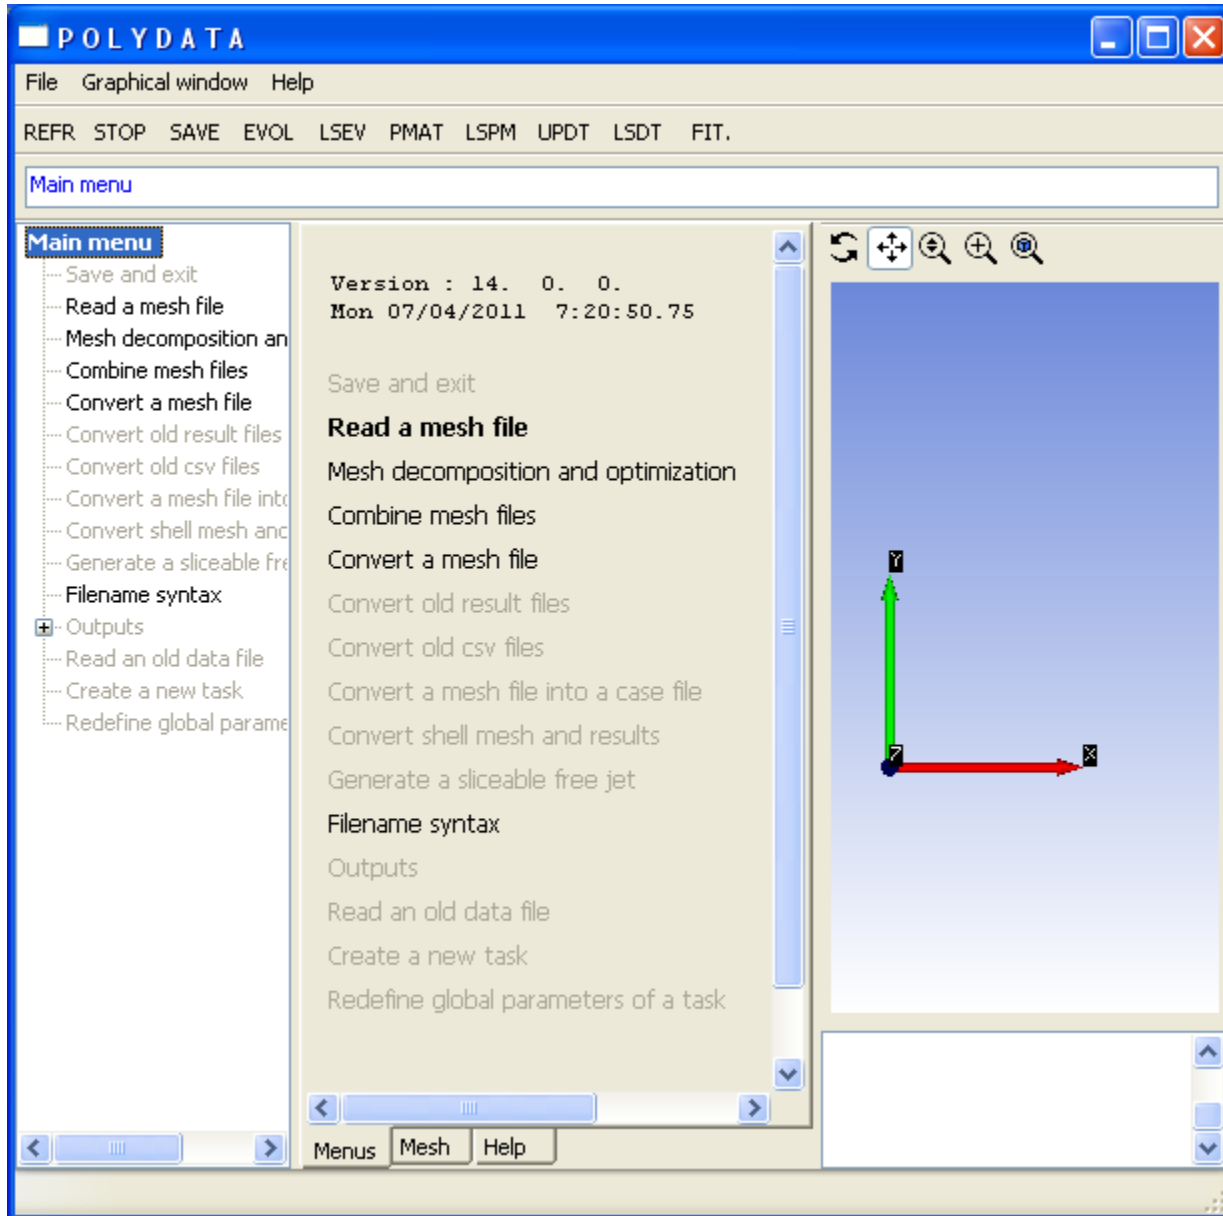 POLYDATA
File Graphical window Help
REFR STOP SAVE EVOL LSEV PMAT LSPM UPDT LSDT FIT.
Main menu
Main menu
Save and exit
Read a mesh file
Mesh decomposition an
Combine mesh files
Convert a mesh file
Convert old result files
Convert old csv files
Convert a mesh file into
Convert shell mesh and
Generate a sliceable fre
Filename syntax
Outputs
Read an old data file
Create a new task
Redefine global parame
Version : 14. 0. 0.
Mon 07/04/2011 7:20:50.75
Save and exit
Read a mesh file
Mesh decomposition and optimization
Combine mesh files
Convert a mesh file
Convert old result files
Convert old csv files
Convert a mesh file into a case file
Convert shell mesh and results
Generate a sliceable free jet
Filename syntax
Outputs
Read an old data file
Create a new task
Redefine global parameters of a task
Menus Mesh Help
Y
Z X